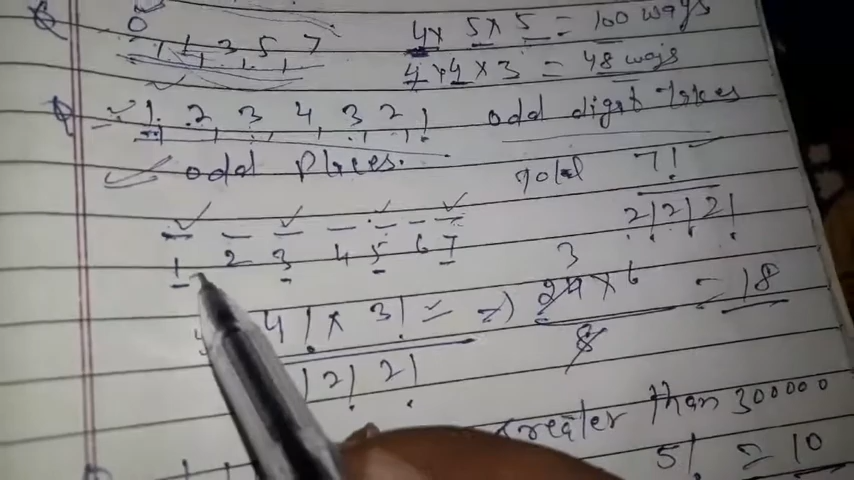 0
1, 1, 3, 5, 7
4 × 5 × 5 = 100 ways
4 × 4 × 3 = 48 ways
1, 2, 3, 4, 3, 2, 1 odd digit
odd places. Total 7!
2! 2! 2!
1 2 3 4 5 6 7
4! × 3! = => 3 24 × 6 = 18
2! 2! 8
greater than 300000
5! = 10